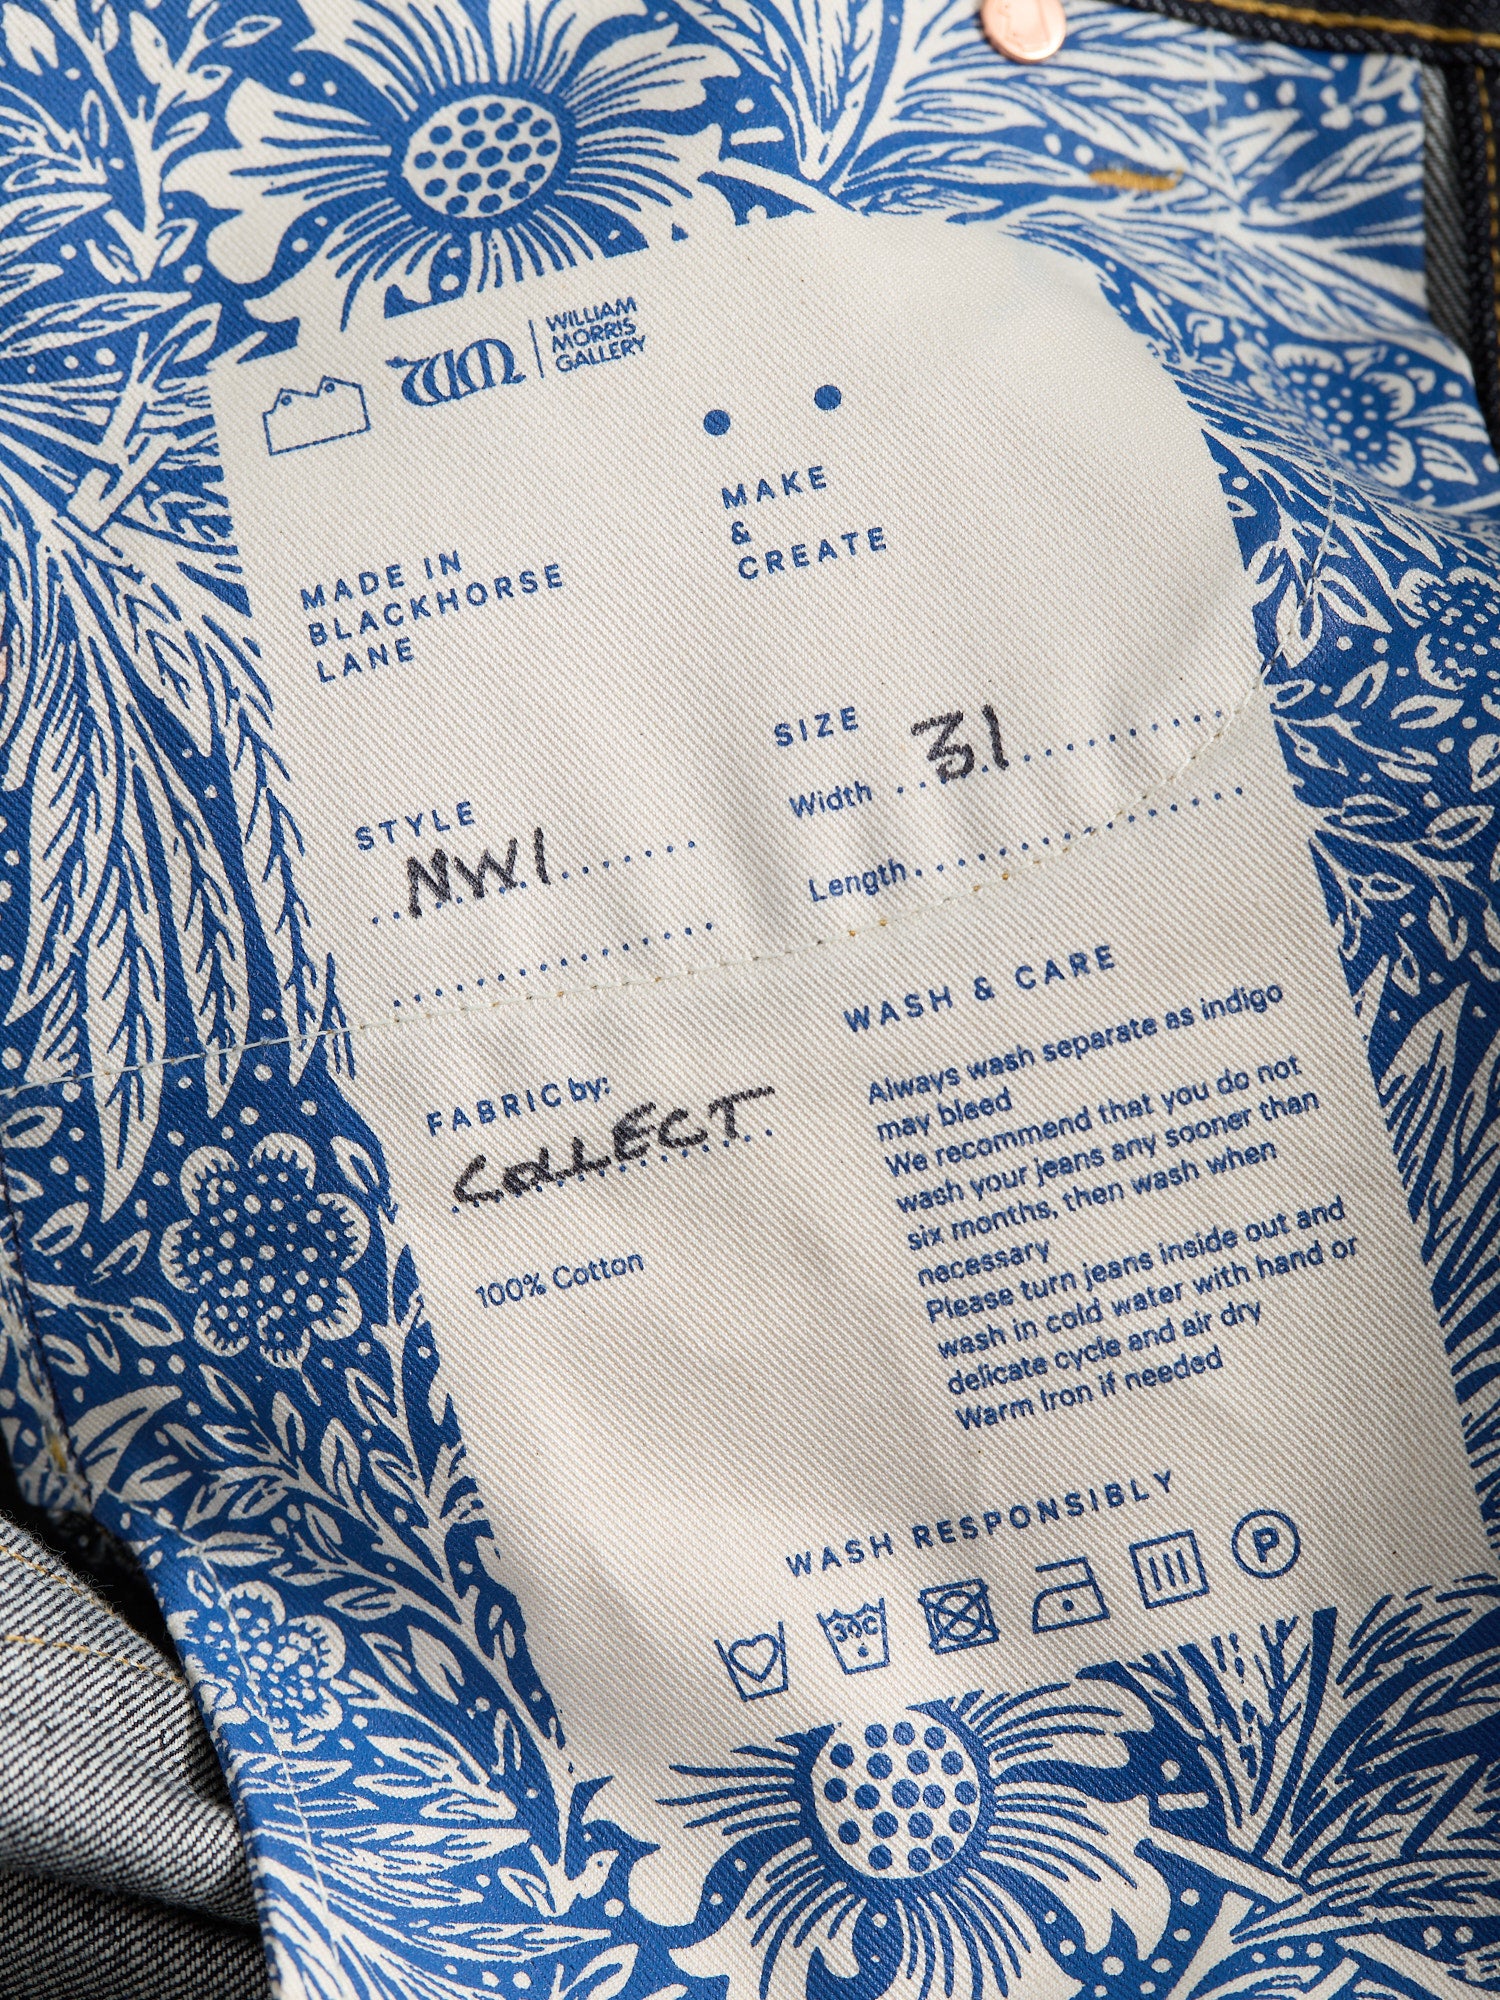 WM
WILLIAM
MORRIS
GALLERY
MAKE
&
CREATE
MADE IN
BLACKHORSE
LANE
SIZE
Width 31
Length
STYLE
NW1
FABRIC by:
COLLECT
100% Cotton
WASH & CARE
Always wash separate as indigo
may bleed
We recommend that you do not
wash your jeans any sooner than
six months, then wash when
necessary
Please turn jeans inside out and
wash in cold water with hand or
delicate cycle and air dry
Warm Iron if needed
WASH RESPONSIBLY
30C
P